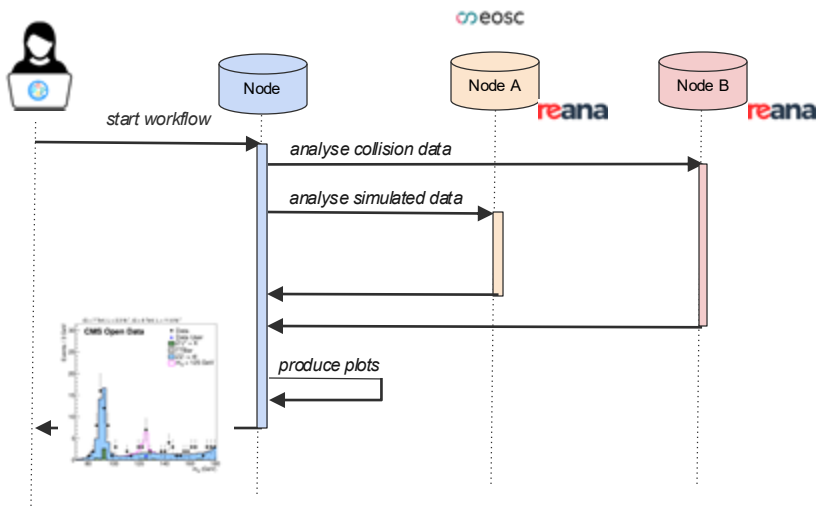 eosc
Node
Node A
Node B
reana
reana
start workflow
analyse collision data
analyse simulated data
CMS Open Data
Data
produce plots